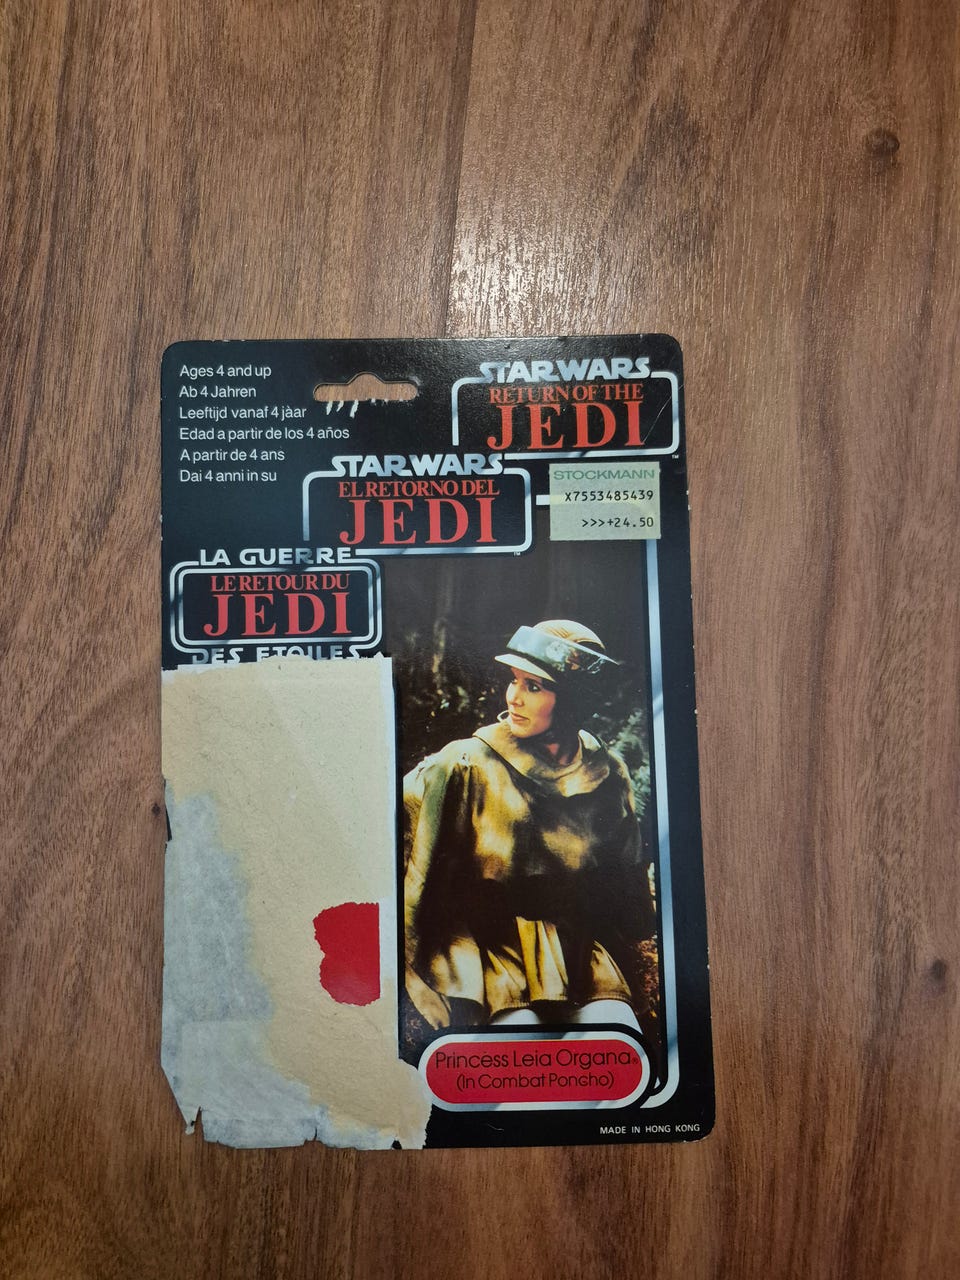 Ages 4 and up
Ab 4 Jahren
Leeftijd vanaf 4 jàar
Edad a partir de los 4 años
A partir de 4 ans
Dai 4 anni in su
STAR WARS
RETURN OF THE
JEDI
TM
STAR WARS
EL RETORNO DEL
JEDI
TM
STOCKMANN
X7553485439
>>>+24.50
LA GUERRE
LE RETOUR DU
JEDI
DES ETOILES
Princess Leia Organa®
(In Combat Poncho)
MADE IN HONG KONG